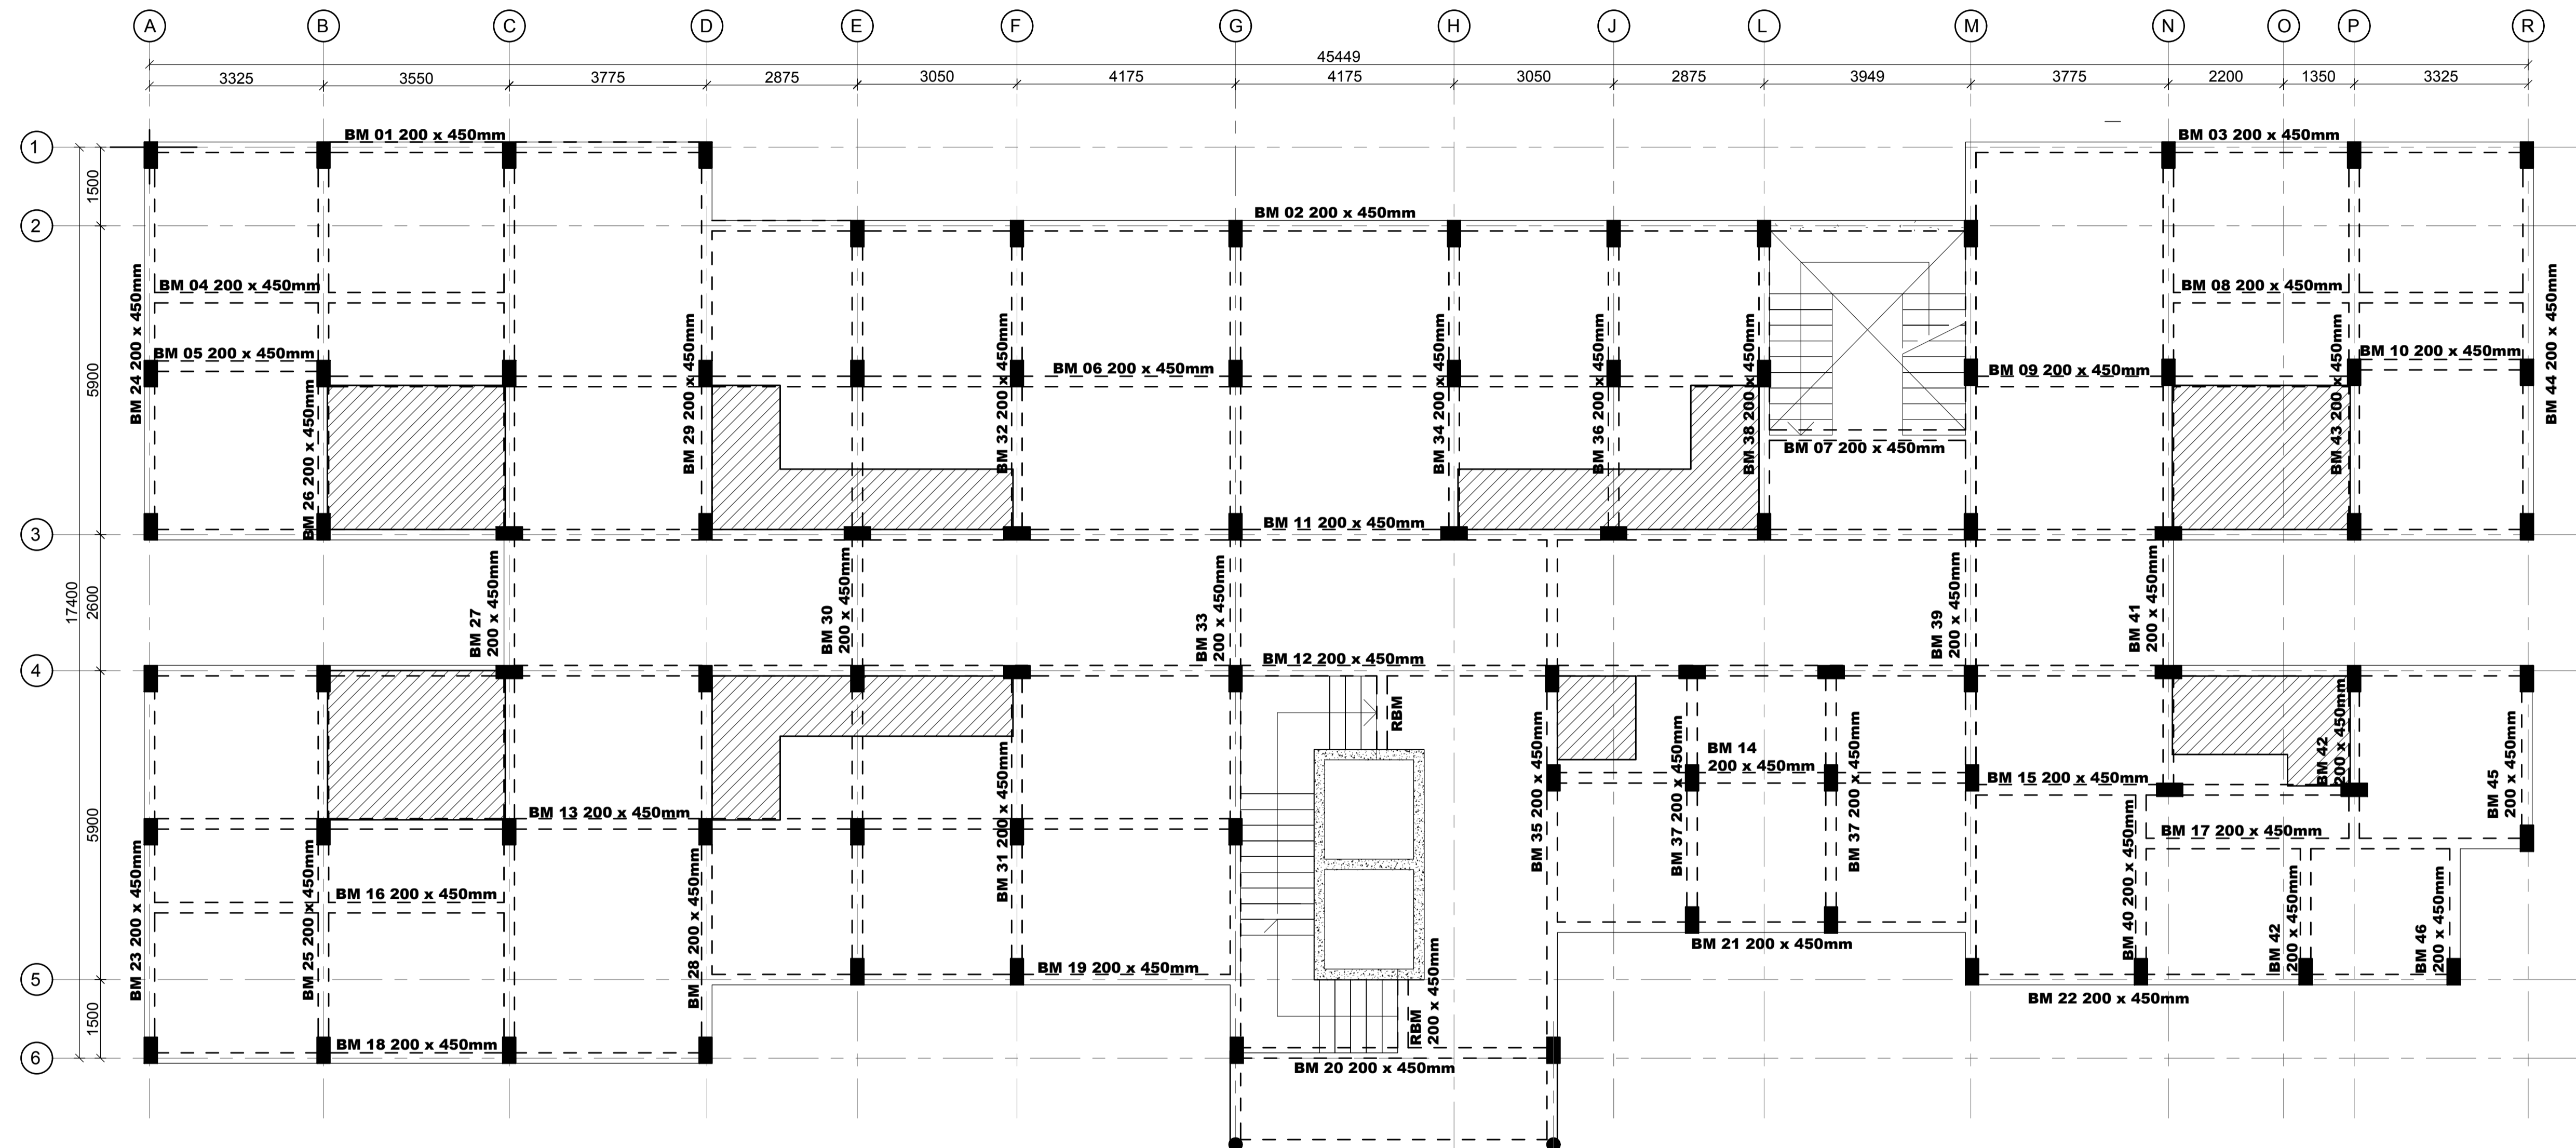 A B C D E F G H J L M N O P R
45449
3325 3550 3775 2875 3050 4175 4175 3050 2875 3949 3775 2200 1350 3325
1
BM 01 200 x 450mm
BM 03 200 x 450mm
1500
2
BM 02 200 x 450mm
BM 04 200 x 450mm
BM 08 200 x 450mm
BM 24 200 x 450mm
BM 44 200 x 450mm
BM 05 200 x 450mm
BM 26 200 x 450mm
BM 29 200 x 450mm
BM 32 200 x 450mm
BM 06 200 x 450mm
BM 34 200 x 450mm
BM 36 200 x 450mm
BM 38 200 x 450mm
BM 09 200 x 450mm
BM 43 200 x 450mm
BM 10 200 x 450mm
5900
BM 07 200 x 450mm
3
BM 11 200 x 450mm
17400
2600
BM 27
200 x 450mm
BM 30
200 x 450mm
BM 33
200 x 450mm
BM 39
200 x 450mm
BM 41
200 x 450mm
4
BM 12 200 x 450mm
RBM
BM 35 200 x 450mm
BM 37 200 x 450mm
BM 14
200 x 450mm
BM 37 200 x 450mm
BM 15 200 x 450mm
BM 42
200 x 450mm
BM 45
200 x 450mm
5900
BM 13 200 x 450mm
BM 31 200 x 450mm
BM 17 200 x 450mm
BM 23 200 x 450mm
BM 25 200 x 450mm
BM 16 200 x 450mm
BM 28 200 x 450mm
BM 40 200 x 450mm
BM 42
200 x 450mm
BM 46
200 x 450mm
BM 21 200 x 450mm
5
BM 19 200 x 450mm
BM 22 200 x 450mm
1500
RBM
200 x 450mm
6
BM 18 200 x 450mm
BM 20 200 x 450mm